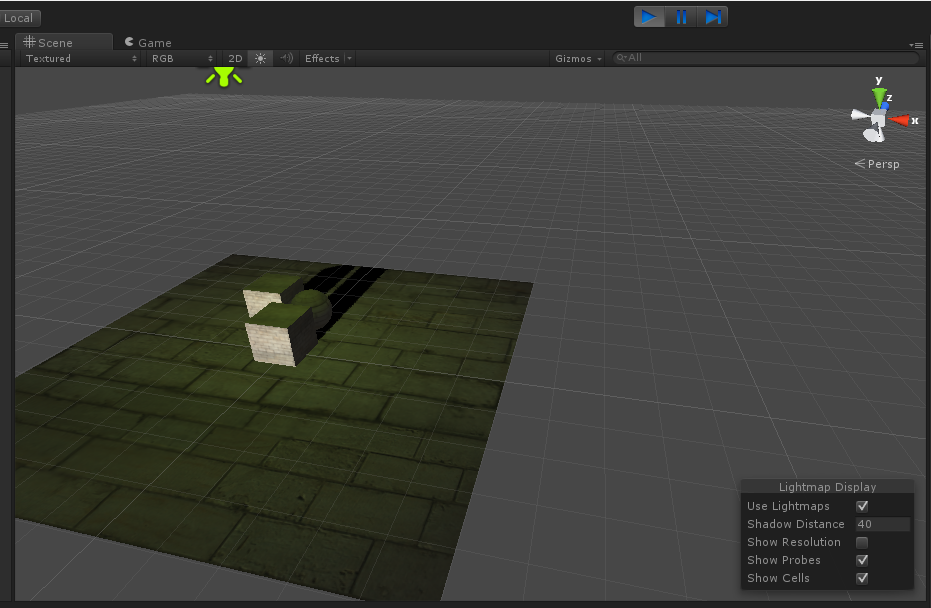 Local
Scene Game
Textured RGB 2D Effects Gizmos All
y
z
x
Persp
Lightmap Display
Use Lightmaps
Shadow Distance 40
Show Resolution
Show Probes
Show Cells